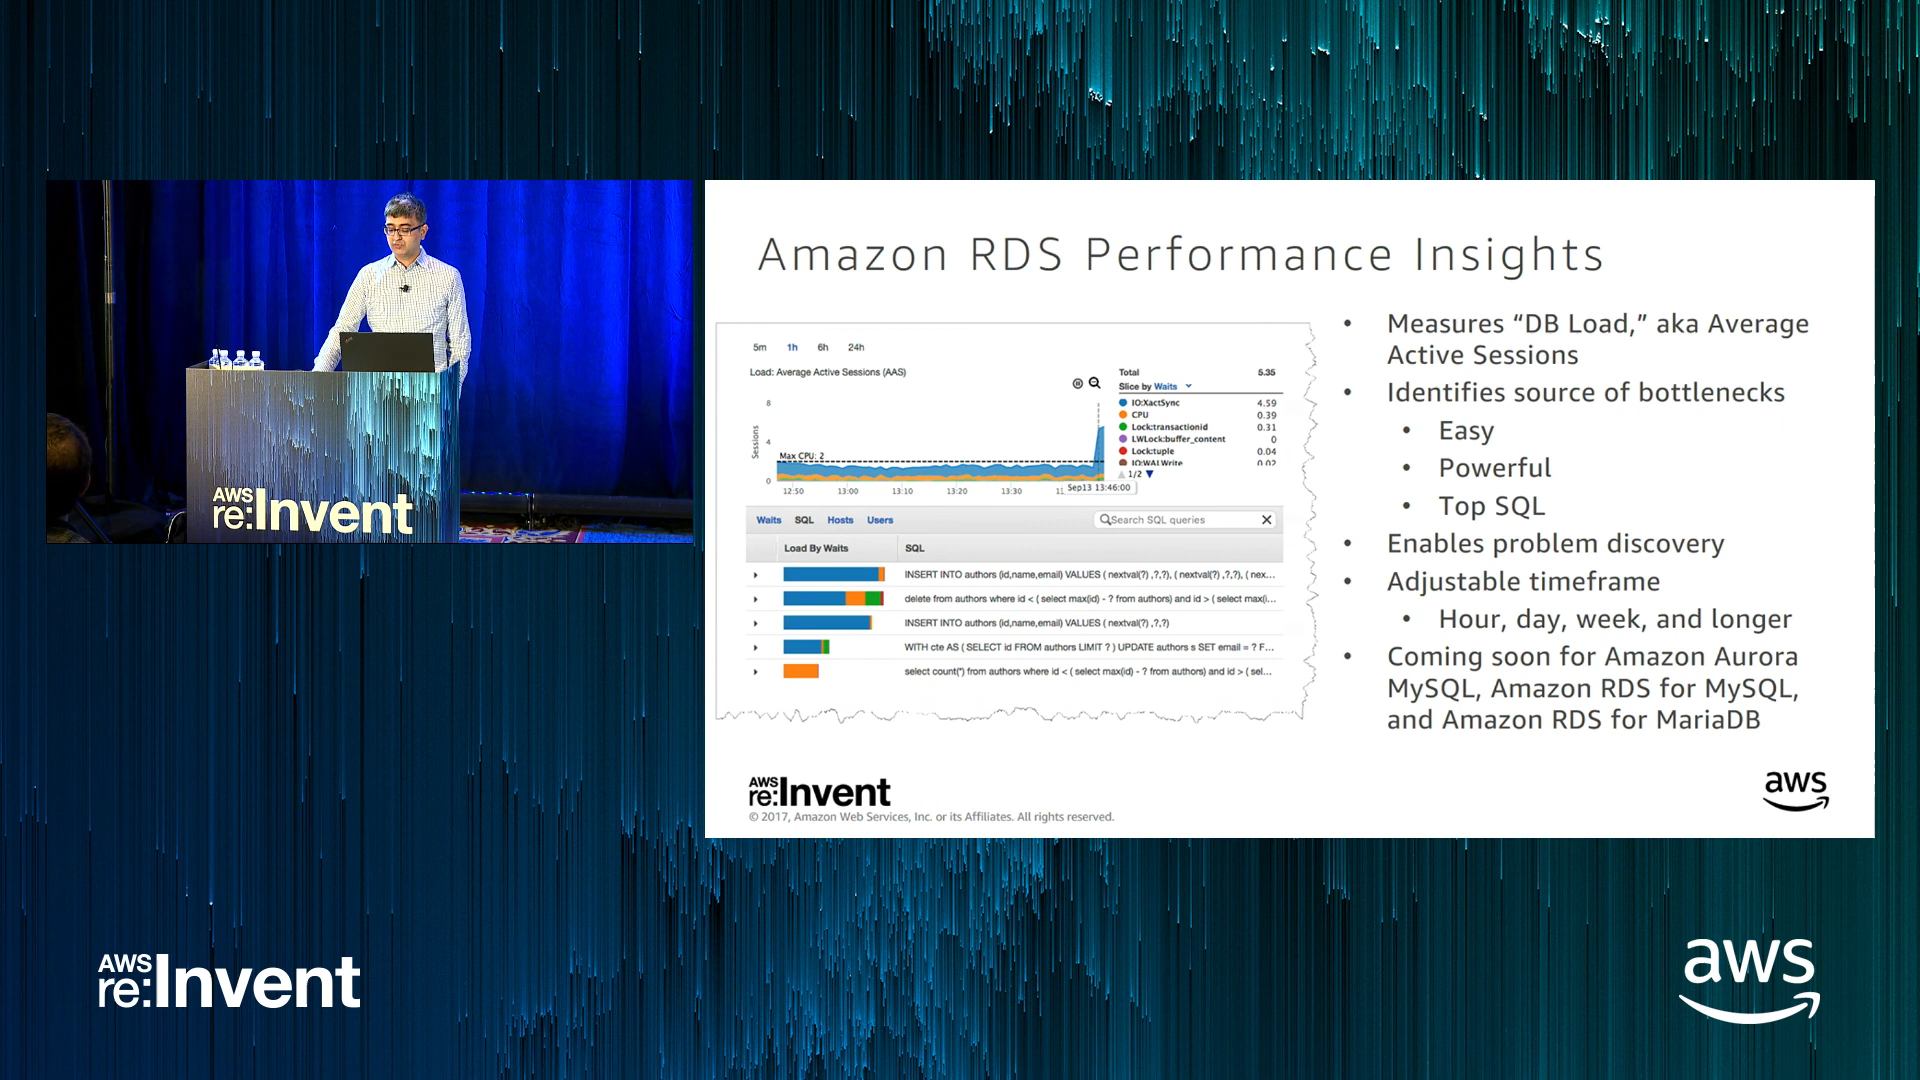 AWS
re:Invent
Amazon RDS Performance Insights
5m 1h 6h 24h
Load: Average Active Sessions (AAS)
8
4
0
Sessions
Max CPU: 2
12:50 13:00 13:10 13:20 13:30
Sep13 13:46:00
Total 5.35
Slice by Waits
IO:XactSync 4.59
CPU 0.39
Lock:transactionid 0.31
LWLock:buffer_content 0
Lock:tuple 0.04
IO:WALWrite 0.02
1/2
Waits SQL Hosts Users
Search SQL queries
Load By Waits SQL
INSERT INTO authors (id,name,email) VALUES ( nextval(?) ,?,?), ( nextval(?) ,?,?), ( nex...
delete from authors where id < ( select max(id) - ? from authors) and id > ( select max(i...
INSERT INTO authors (id,name,email) VALUES ( nextval(?) ,?,?)
WITH cte AS ( SELECT id FROM authors LIMIT ? ) UPDATE authors s SET email = ? F...
select count(*) from authors where id < ( select max(id) - ? from authors) and id > ( sel...
• Measures “DB Load,” aka Average
Active Sessions
• Identifies source of bottlenecks
• Easy
• Powerful
• Top SQL
• Enables problem discovery
• Adjustable timeframe
• Hour, day, week, and longer
• Coming soon for Amazon Aurora
MySQL, Amazon RDS for MySQL,
and Amazon RDS for MariaDB
AWS
re:Invent
© 2017, Amazon Web Services, Inc. or its Affiliates. All rights reserved.
aws
AWS
re:Invent
aws